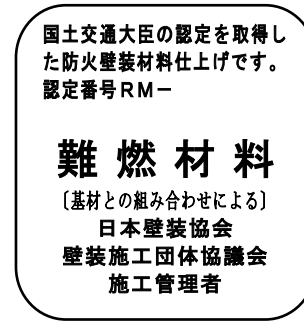 国土交通大臣の認定を取得し
た防火壁装材料仕上げです。
認定番号RM－
難燃材料
〔基材との組み合わせによる〕
日本壁装協会
壁装施工団体協議会
施工管理者